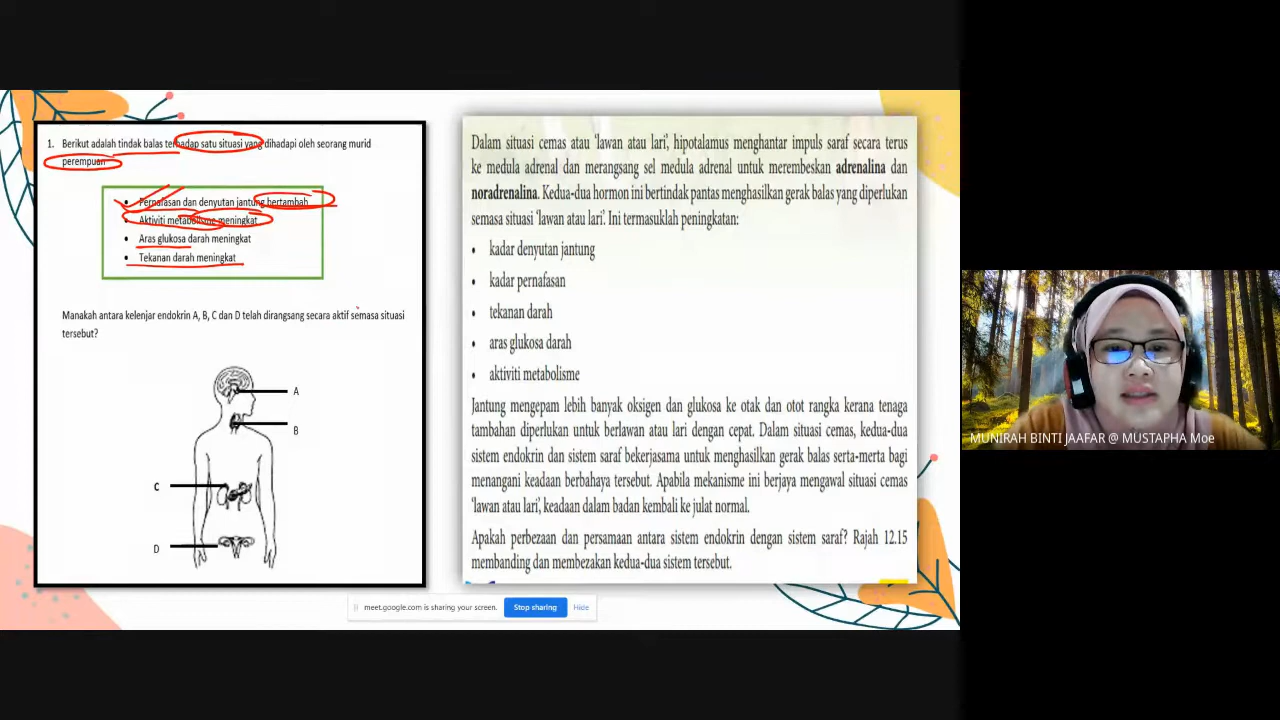 1. Berikut adalah tindak balas terhadap satu situasi yang dihadapi oleh seorang murid
perempuan
• Pernafasan dan denyutan jantung bertambah
• Aktiviti metabolisme meningkat
• Aras glukosa darah meningkat
• Tekanan darah meningkat
Manakah antara kelenjar endokrin A, B, C dan D telah dirangsang secara aktif semasa situasi
tersebut?
A
B
C
D
Dalam situasi cemas atau 'lawan atau lari', hipotalamus menghantar impuls saraf secara terus
ke medula adrenal dan merangsang sel medula adrenal untuk merembeskan adrenalina dan
noradrenalina. Kedua-dua hormon ini bertindak pantas menghasilkan gerak balas yang diperlukan
semasa situasi 'lawan atau lari'. Ini termasuklah peningkatan:
• kadar denyutan jantung
• kadar pernafasan
• tekanan darah
• aras glukosa darah
• aktiviti metabolisme
Jantung mengepam lebih banyak oksigen dan glukosa ke otak dan otot rangka kerana tenaga
tambahan diperlukan untuk berlawan atau lari dengan cepat. Dalam situasi cemas, kedua-dua
sistem endokrin dan sistem saraf bekerjasama untuk menghasilkan gerak balas serta-merta bagi
menangani keadaan berbahaya tersebut. Apabila mekanisme ini berjaya mengawal situasi cemas
'lawan atau lari', keadaan dalam badan kembali ke julat normal.
Apakah perbezaan dan persamaan antara sistem endokrin dengan sistem saraf? Rajah 12.15
membanding dan membezakan kedua-dua sistem tersebut.
meet.google.com is sharing your screen.
Stop sharing
Hide
MUNIRAH BINTI JAAFAR @ MUSTAPHA Moe